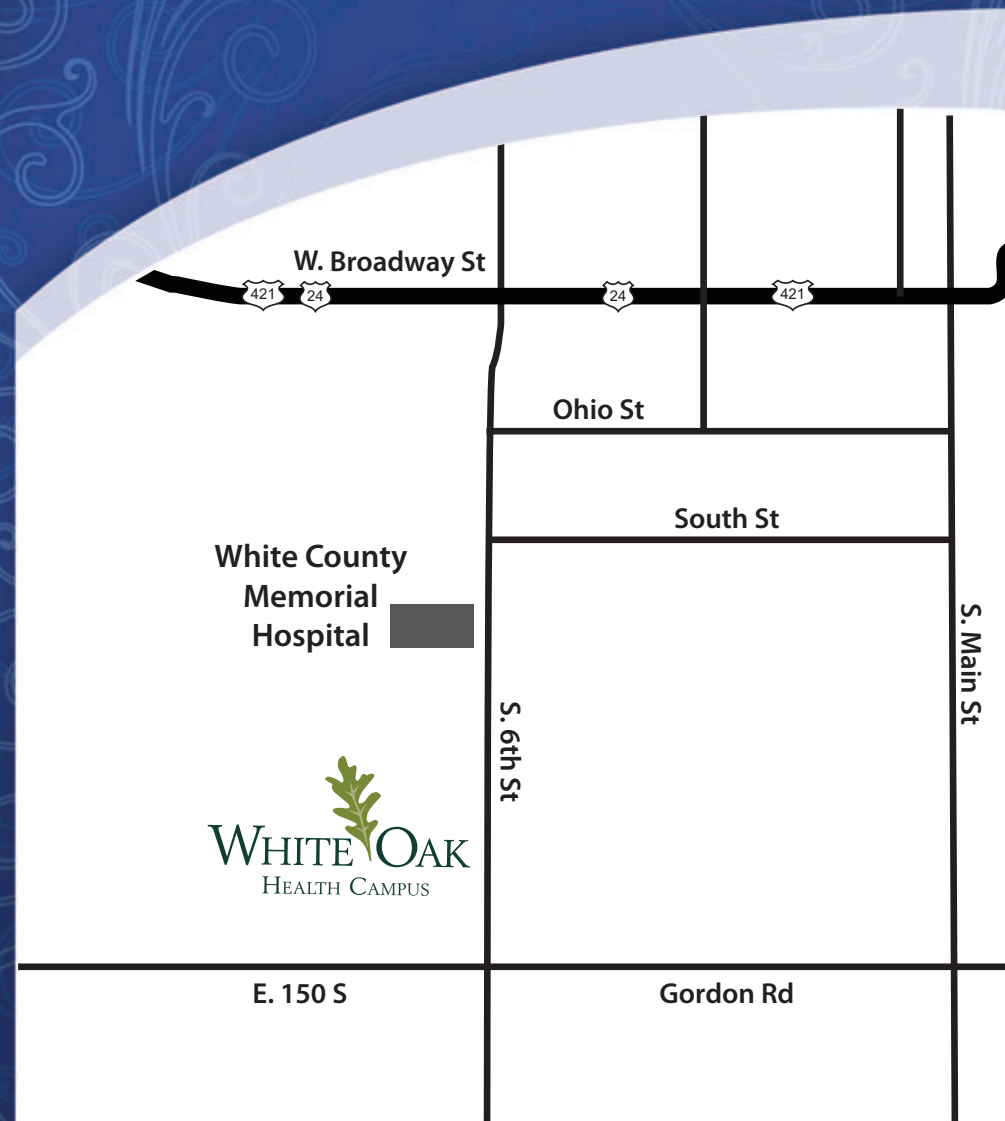 W. Broadway St
421
24
24
421
Ohio St
South St
White County
Memorial
Hospital
S. Main St
S. 6th St
WHITE OAK
HEALTH CAMPUS
E. 150 S
Gordon Rd